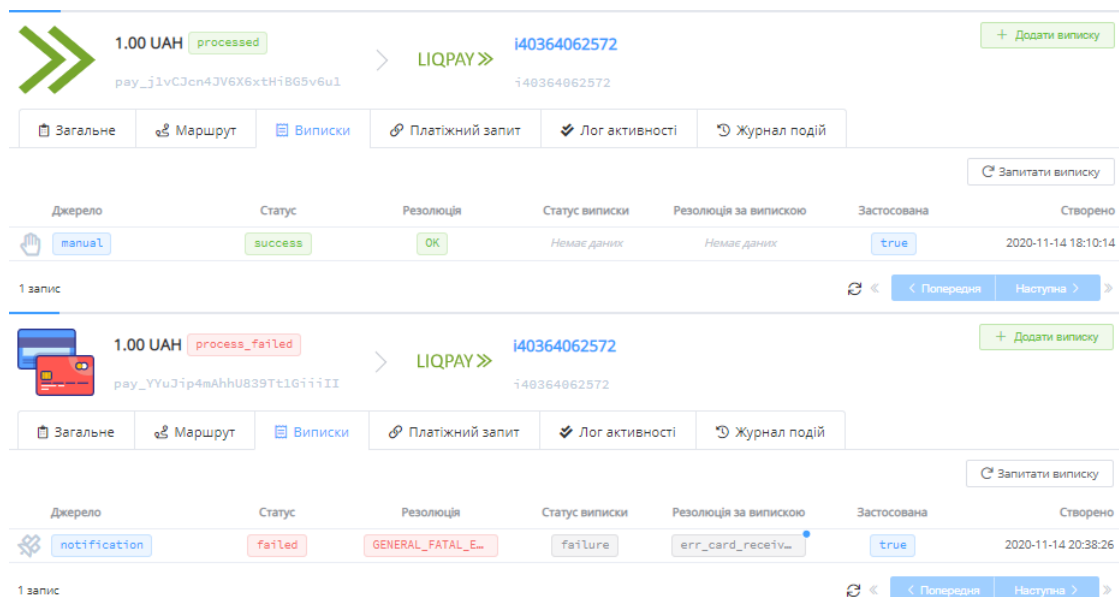 1.00 UAH processed
LIQPAY
i40364062572
+ Додати виписку
pay_jlvCJcn4JV6X6xtHiBG5v6ul
i40364062572
Загальне Маршрут Виписки Платіжний запит Лог активності Журнал подій
Запитати виписку
Джерело Статус Резолюція Статус виписки Резолюція за випискою Застосована Створено
manual success OK Немає даних Немає даних true 2020-11-14 18:10:14
1 запис
Попередня Наступна
1.00 UAH process_failed
LIQPAY
i40364062572
+ Додати виписку
pay_YYuJip4mAhhU839Tt1GiiiII
i40364062572
Загальне Маршрут Виписки Платіжний запит Лог активності Журнал подій
Запитати виписку
Джерело Статус Резолюція Статус виписки Резолюція за випискою Застосована Створено
notification failed GENERAL_FATAL_E… failure err_card_receiv… true 2020-11-14 20:38:26
1 запис
Попередня Наступна